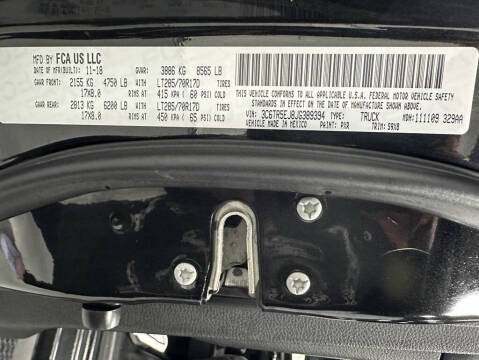 MFD BY: FCA US LLC
DATE OF MFR(BUILT): 11-18 GVWR: 3886 KG 8565 LB
GAWR FRONT: 2155 KG 4750 LB LT285/70R17D TIRES
17X8.0 RIMS AT 415 KPA ( 60 PSI) COLD
GAWR REAR: 2813 KG 6200 LB LT285/70R17D TIRES
17X8.0 RIMS AT 450 KPA ( 65 PSI) COLD
THIS VEHICLE CONFORMS TO ALL
APPLICABLE U.S.A. FEDERAL MOTOR VEHICLE SAFETY
STANDARDS IN EFFECT ON THE
DATE OF MANUFACTURE SHOWN ABOVE.
VIN: 3C6TR5EJ8JG389394 TYPE: TRUCK MDH: 111109 329AA
VEHICLE MADE IN MEXICO PAINT: PXR TRIM: S9X8